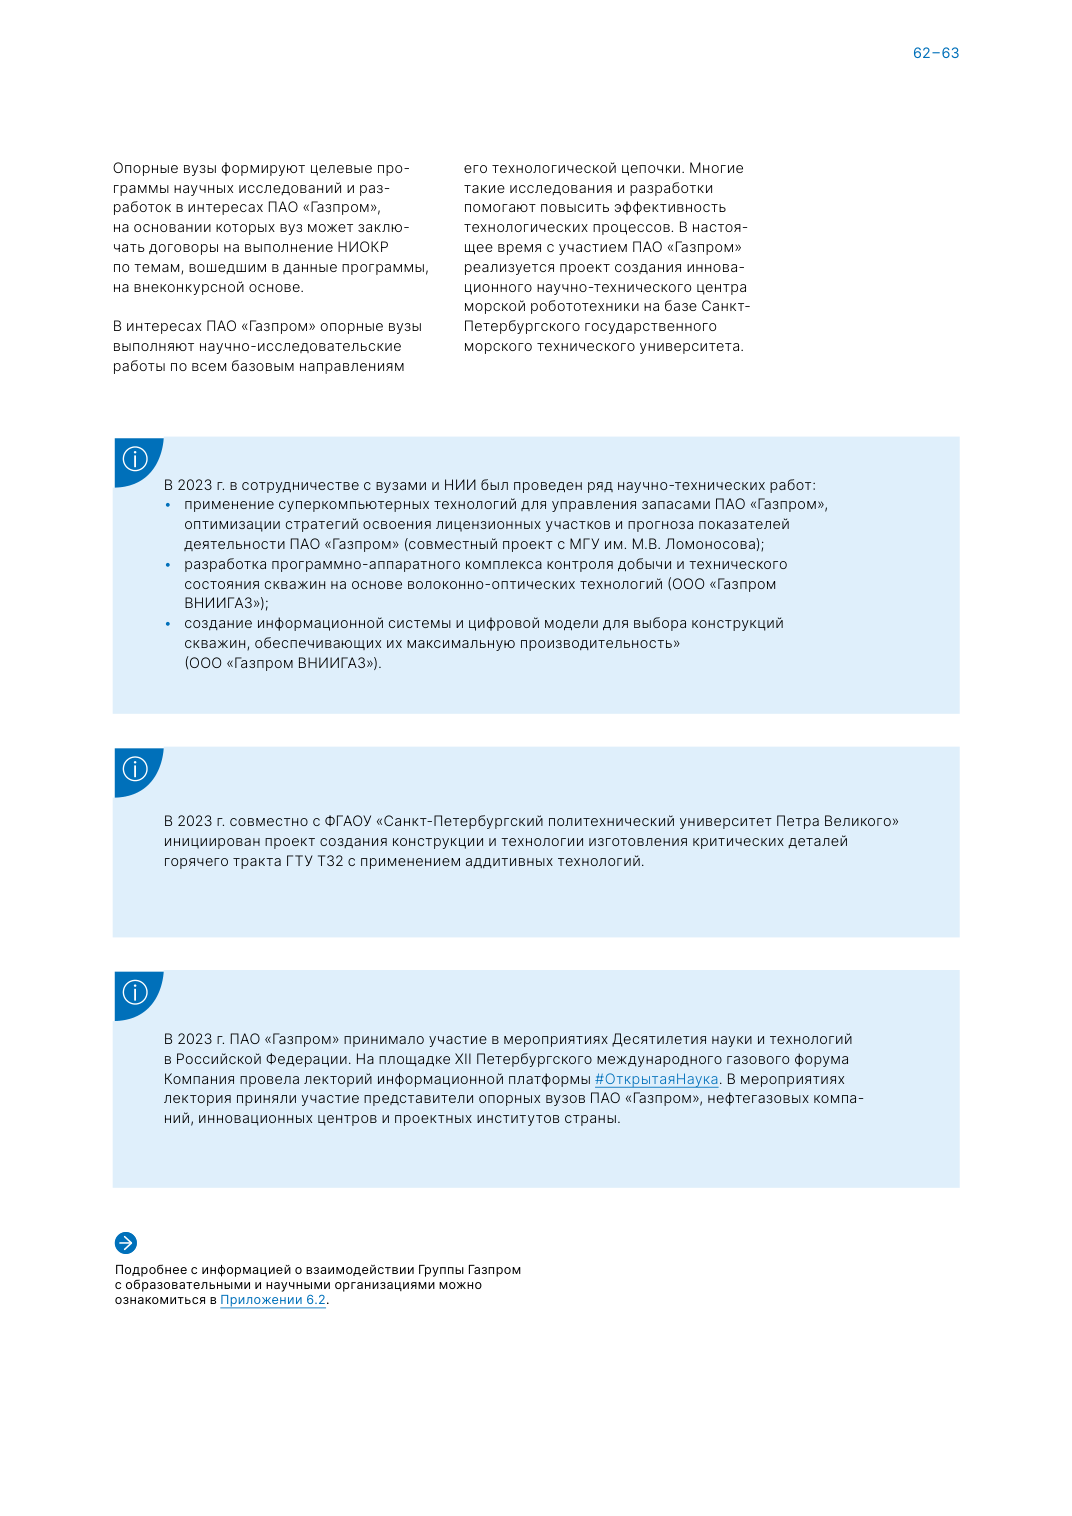 62–63
Опорные вузы формируют целевые про-
граммы научных исследований и раз-
работок в интересах ПАО «Газпром»,
на основании которых вуз может заклю-
чать договоры на выполнение НИОКР
по темам, вошедшим в данные программы,
на внеконкурсной основе.
В интересах ПАО «Газпром» опорные вузы
выполняют научно-исследовательские
работы по всем базовым направлениям
его технологической цепочки. Многие
такие исследования и разработки
помогают повысить эффективность
технологических процессов. В настоя-
щее время с участием ПАО «Газпром»
реализуется проект создания иннова-
ционного научно-технического центра
морской робототехники на базе Санкт-
Петербургского государственного
морского технического университета.
В 2023 г. в сотрудничестве с вузами и НИИ был проведен ряд научно-технических работ:
• применение суперкомпьютерных технологий для управления запасами ПАО «Газпром»,
оптимизации стратегий освоения лицензионных участков и прогноза показателей
деятельности ПАО «Газпром» (совместный проект с МГУ им. М.В. Ломоносова);
• разработка программно-аппаратного комплекса контроля добычи и технического
состояния скважин на основе волоконно-оптических технологий (ООО «Газпром
ВНИИГАЗ»);
• создание информационной системы и цифровой модели для выбора конструкций
скважин, обеспечивающих их максимальную производительность»
(ООО «Газпром ВНИИГАЗ»).
В 2023 г. совместно с ФГАОУ «Санкт-Петербургский политехнический университет Петра Великого»
инициирован проект создания конструкции и технологии изготовления критических деталей
горячего тракта ГТУ Т32 с применением аддитивных технологий.
В 2023 г. ПАО «Газпром» принимало участие в мероприятиях Десятилетия науки и технологий
в Российской Федерации. На площадке XII Петербургского международного газового форума
Компания провела лекторий информационной платформы #ОткрытаяНаука. В мероприятиях
лектория приняли участие представители опорных вузов ПАО «Газпром», нефтегазовых компа-
ний, инновационных центров и проектных институтов страны.
Подробнее с информацией о взаимодействии Группы Газпром
с образовательными и научными организациями можно
ознакомиться в Приложении 6.2.